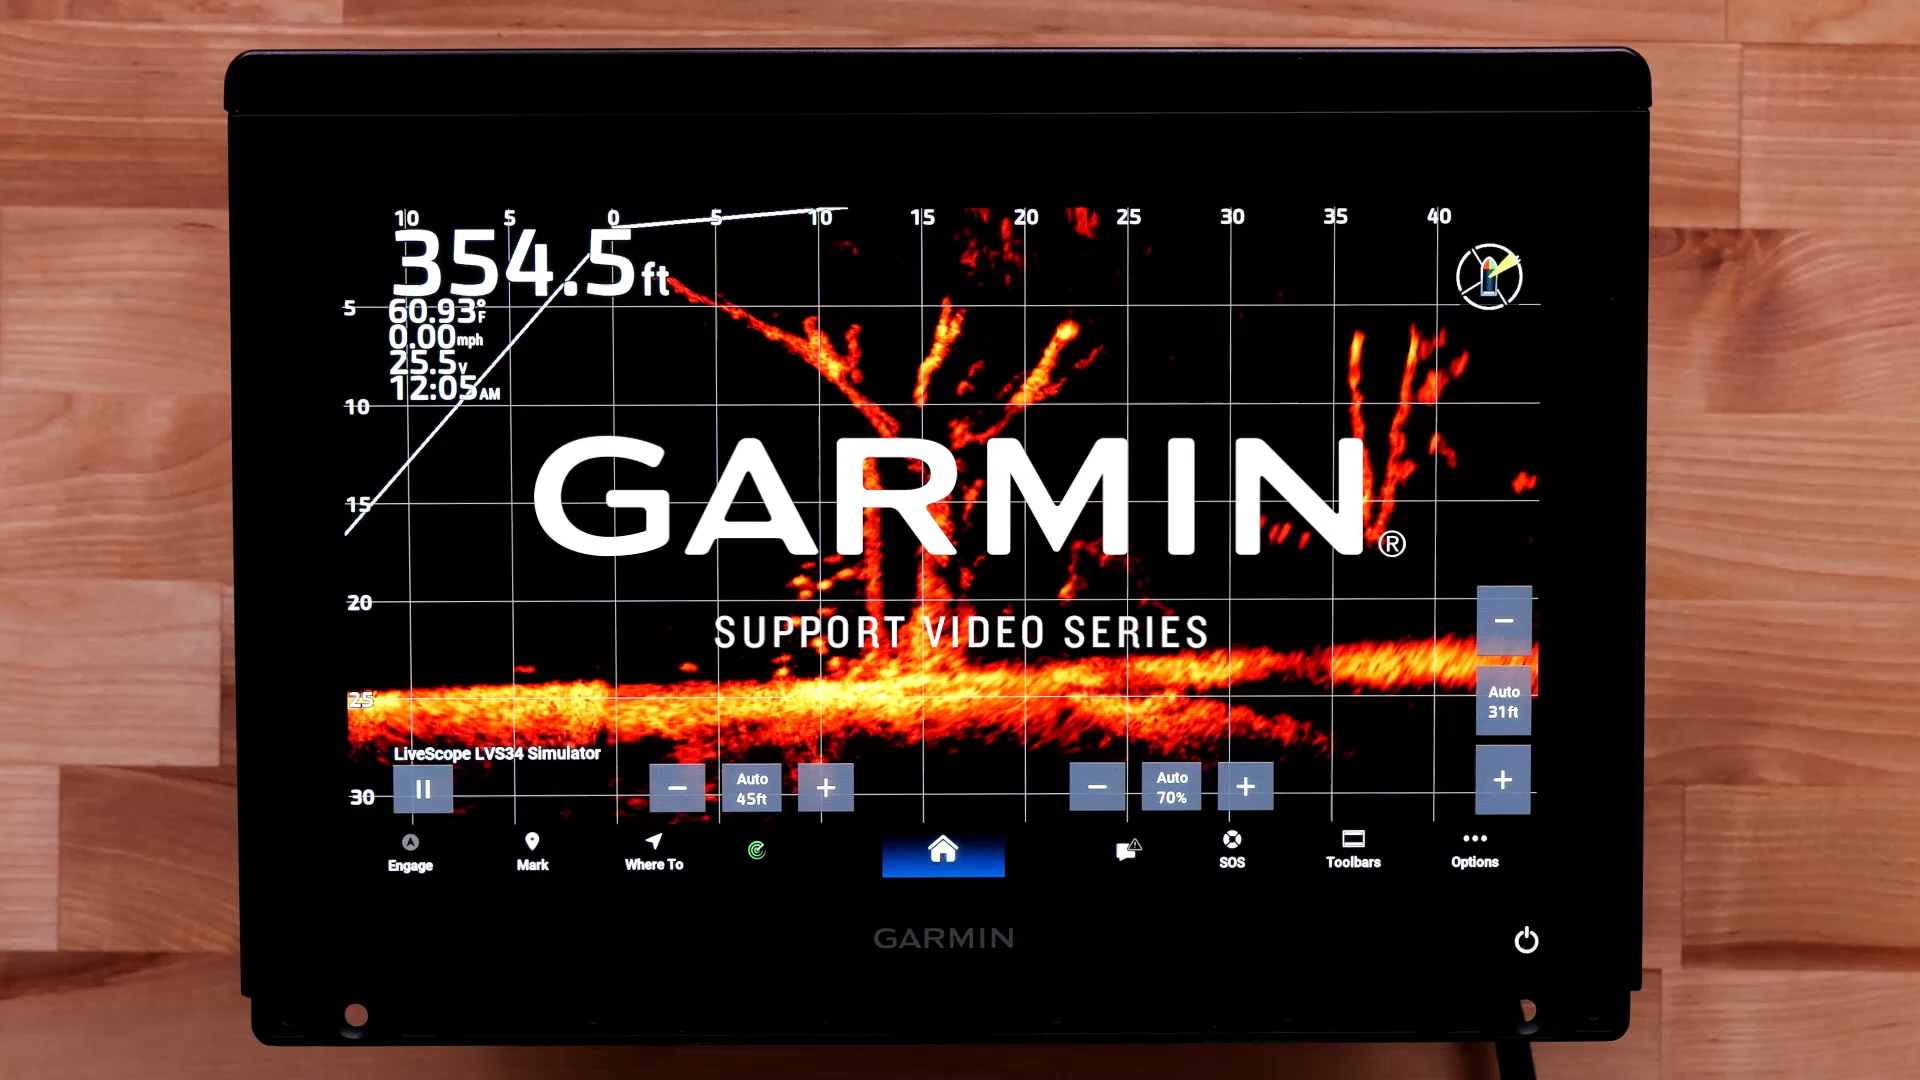 10 5 0 5 10 15 20 25 30 35 40
354.5ft
5
60.93°F
0.00mph
25.5V
12:05AM
10
GARMIN®
15
20
SUPPORT VIDEO SERIES
25
Auto
31ft
LiveScope LVS34 Simulator
30
− Auto 45ft +
− Auto 70% +
Engage Mark Where To SOS Toolbars Options
GARMIN